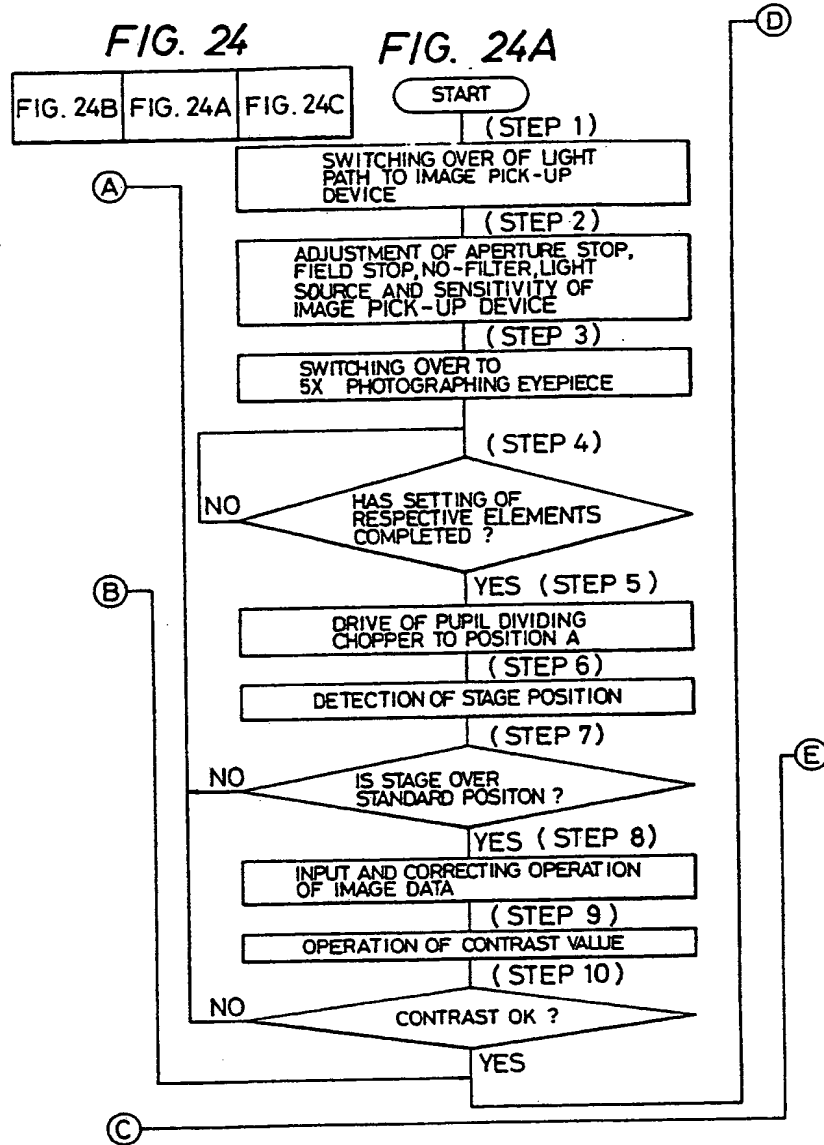 FIG. 24
FIG. 24B FIG. 24A FIG. 24C
FIG. 24A
D
START
(STEP 1)
SWITCHING OVER OF LIGHT
PATH TO IMAGE PICK-UP
DEVICE
A
(STEP 2)
ADJUSTMENT OF APERTURE STOP,
FIELD STOP, NO-FILTER, LIGHT
SOURCE AND SENSITIVITY OF
IMAGE PICK-UP DEVICE
(STEP 3)
SWITCHING OVER TO
5X PHOTOGRAPHING EYEPIECE
(STEP 4)
NO
HAS SETTING OF
RESPECTIVE ELEMENTS
COMPLETED ?
YES (STEP 5)
B
DRIVE OF PUPIL DIVIDING
CHOPPER TO POSITION A
(STEP 6)
DETECTION OF STAGE POSITION
(STEP 7)
E
NO
IS STAGE OVER
STANDARD POSITON ?
YES (STEP 8)
INPUT AND CORRECTING OPERATION
OF IMAGE DATA
(STEP 9)
OPERATION OF CONTRAST VALUE
(STEP 10)
NO
CONTRAST OK ?
YES
C